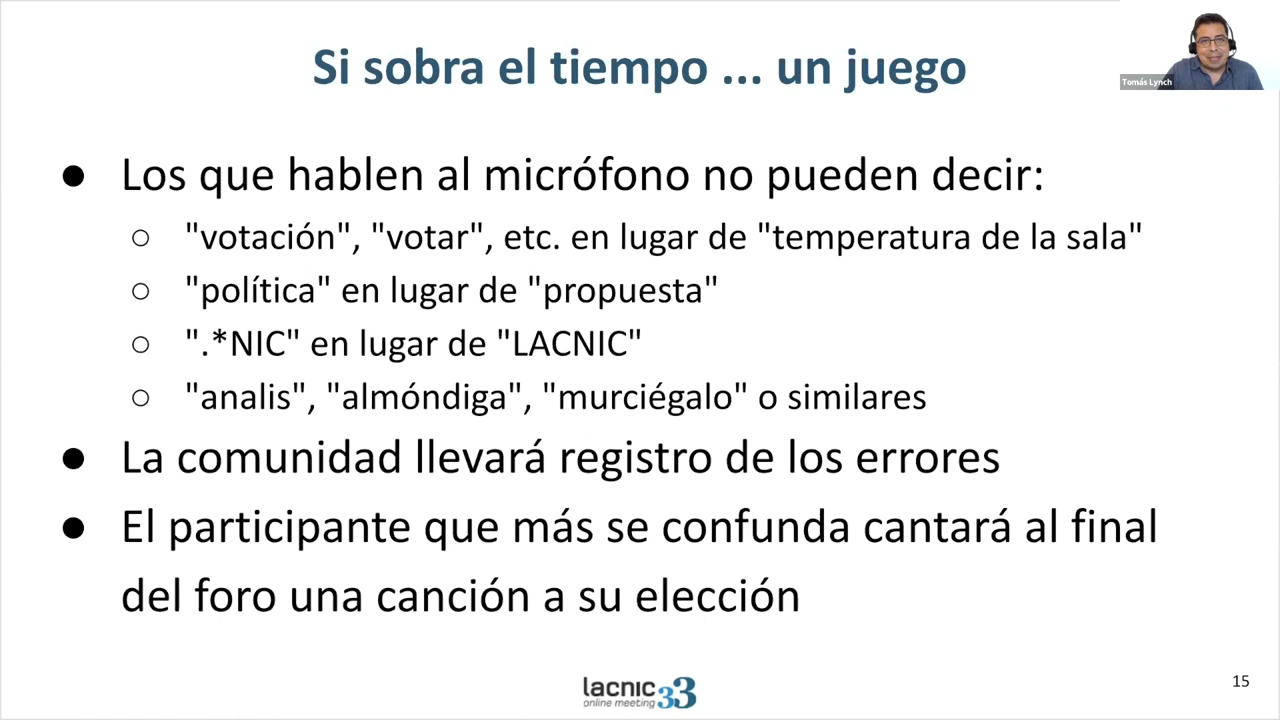 Si sobra el tiempo ... un juego
Tomás Lynch
● Los que hablen al micrófono no pueden decir:
○ "votación", "votar", etc. en lugar de "temperatura de la sala"
○ "política" en lugar de "propuesta"
○ ".*NIC" en lugar de "LACNIC"
○ "analis", "almóndiga", "murciégalo" o similares
● La comunidad llevará registro de los errores
● El participante que más se confunda cantará al final
del foro una canción a su elección
lacnic 33
online meeting
15